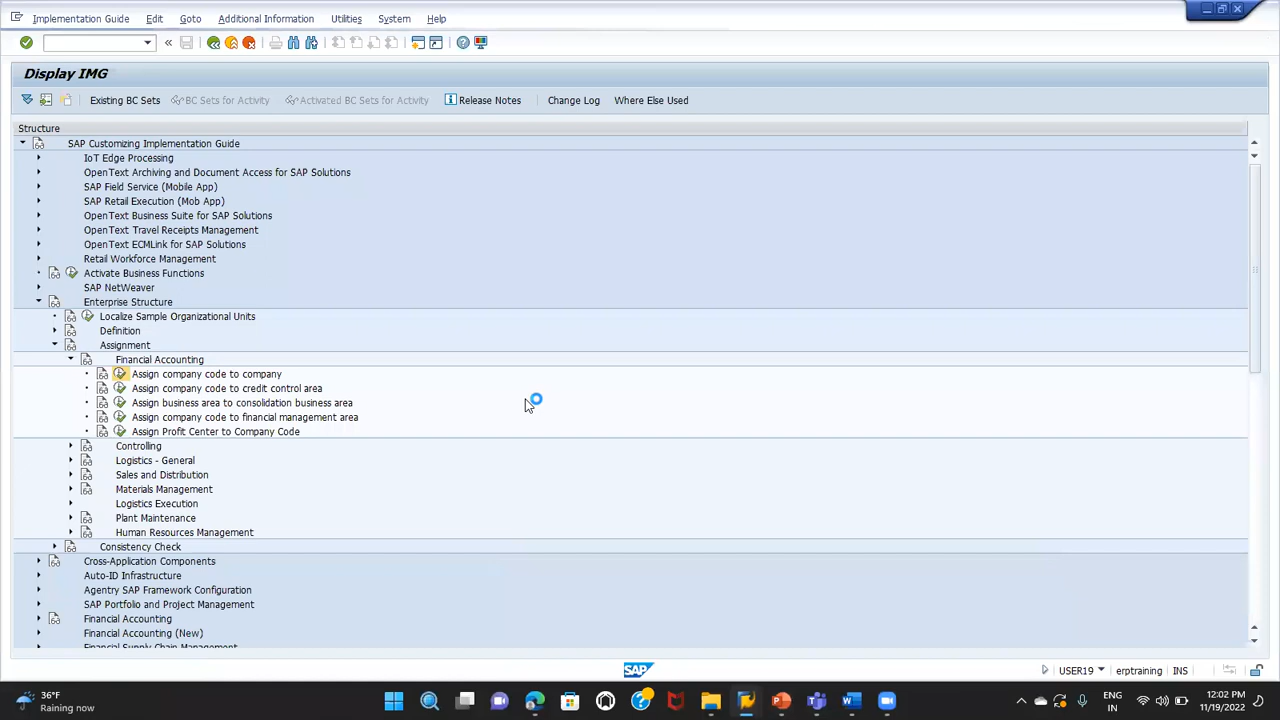 Implementation Guide Edit Goto Additional Information Utilities System Help
Display IMG
Existing BC Sets BC Sets for Activity Activated BC Sets for Activity Release Notes Change Log Where Else Used
Structure
SAP Customizing Implementation Guide
IoT Edge Processing
OpenText Archiving and Document Access for SAP Solutions
SAP Field Service (Mobile App)
SAP Retail Execution (Mob App)
OpenText Business Suite for SAP Solutions
OpenText Travel Receipts Management
OpenText ECMLink for SAP Solutions
Retail Workforce Management
Activate Business Functions
SAP NetWeaver
Enterprise Structure
Localize Sample Organizational Units
Definition
Assignment
Financial Accounting
Assign company code to company
Assign company code to credit control area
Assign business area to consolidation business area
Assign company code to financial management area
Assign Profit Center to Company Code
Controlling
Logistics - General
Sales and Distribution
Materials Management
Logistics Execution
Plant Maintenance
Human Resources Management
Consistency Check
Cross-Application Components
Auto-ID Infrastructure
Agentry SAP Framework Configuration
SAP Portfolio and Project Management
Financial Accounting
Financial Accounting (New)
Financial Supply Chain Management
SAP USER19 erptraining INS
36°F
Raining now
ENG
IN
12:02 PM
11/19/2022